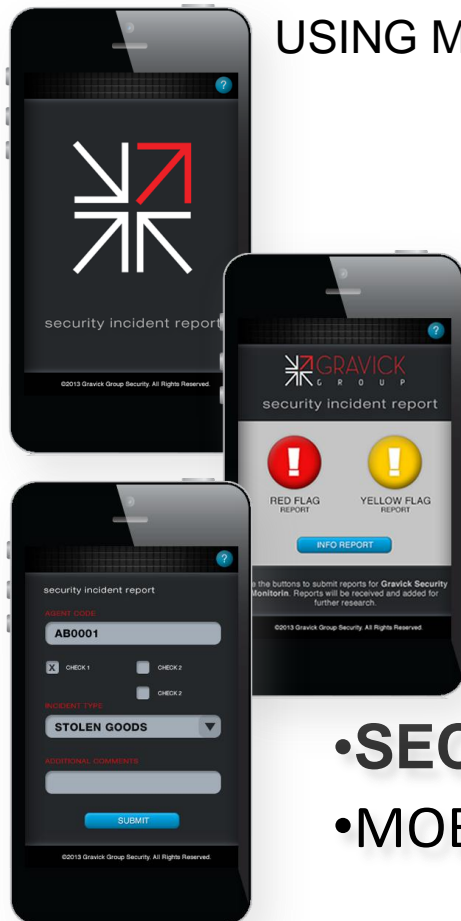 USING M
?
security incident report
©2013 Gravick Group Security. All Rights Reserved.
?
GRAVICK
GROUP
security incident report
!
!
RED FLAG
REPORT
YELLOW FLAG
REPORT
INFO REPORT
e the buttons to submit reports for Gravick Security
Monitorin. Reports will be received and added for
further research.
©2013 Gravick Group Security. All Rights Reserved.
?
security incident report
AGENT CODE
AB0001
X CHECK 1
CHECK 2
CHECK 2
INCIDENT TYPE
STOLEN GOODS
ADDITIONAL COMMENTS
SUBMIT
©2013 Gravick Group Security. All Rights Reserved.
•SEC
•MOB